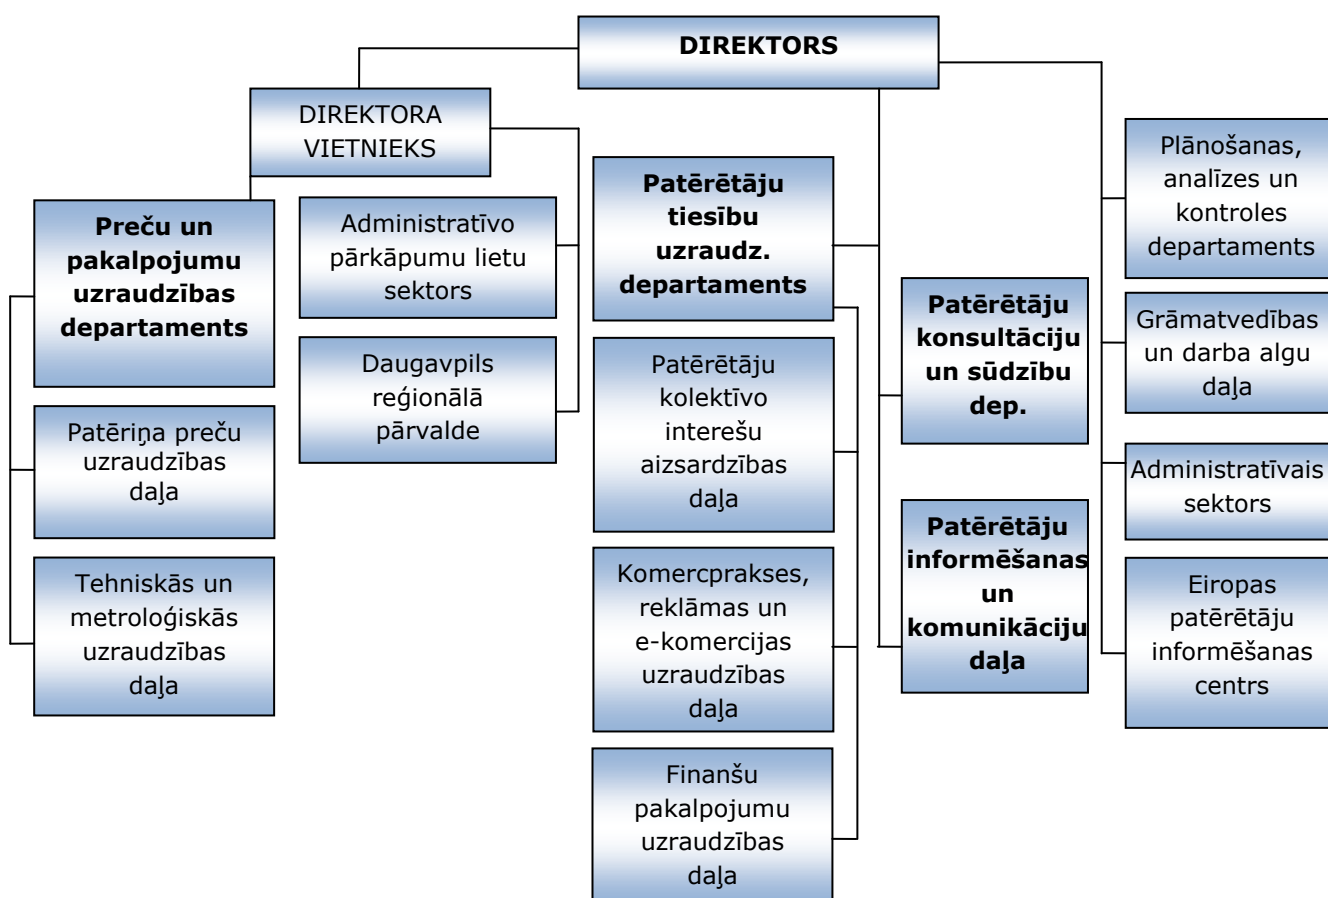 DIREKTORS
DIREKTORA
VIETNIEKS
Preču un
pakalpojumu
uzraudzības
departaments
Patēriņa preču
uzraudzības
daļa
Tehniskās un
metroloģiskās
uzraudzības
daļa
Administratīvo
pārkāpumu lietu
sektors
Daugavpils
reģionālā
pārvalde
Patērētāju
tiesību
uzraudz.
departaments
Patērētāju
kolektīvo
interešu
aizsardzības
daļa
Komercprakses,
reklāmas un
e-komercijas
uzraudzības
daļa
Finanšu
pakalpojumu
uzraudzības
daļa
Patērētāju
konsultāciju
un sūdzību
dep.
Patērētāju
informēšanas
un
komunikāciju
daļa
Plānošanas,
analīzes un
kontroles
departaments
Grāmatvedības
un darba algu
daļa
Administratīvais
sektors
Eiropas
patērētāju
informēšanas
centrs